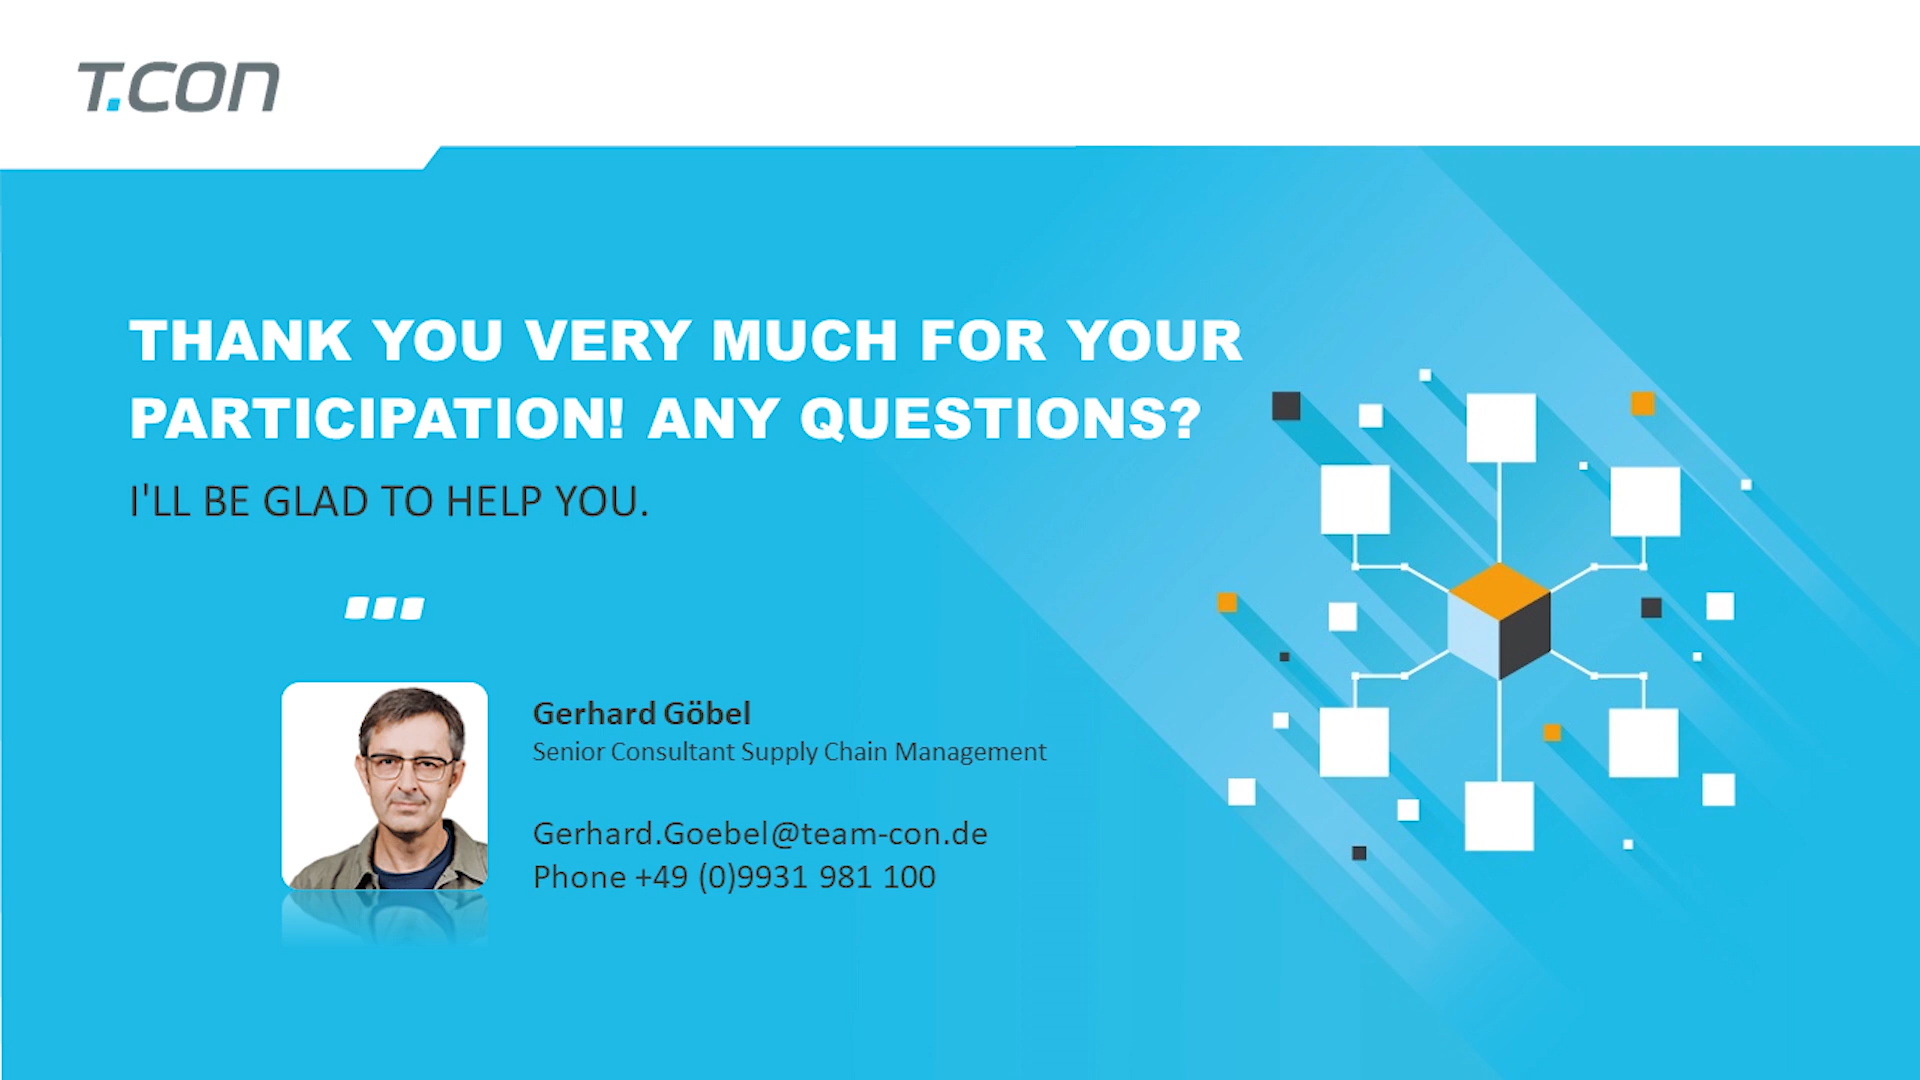 T.CON
THANK YOU VERY MUCH FOR YOUR
PARTICIPATION! ANY QUESTIONS?
I'LL BE GLAD TO HELP YOU.
Gerhard Göbel
Senior Consultant Supply Chain Management
Gerhard.Goebel@team-con.de
Phone +49 (0)9931 981 100